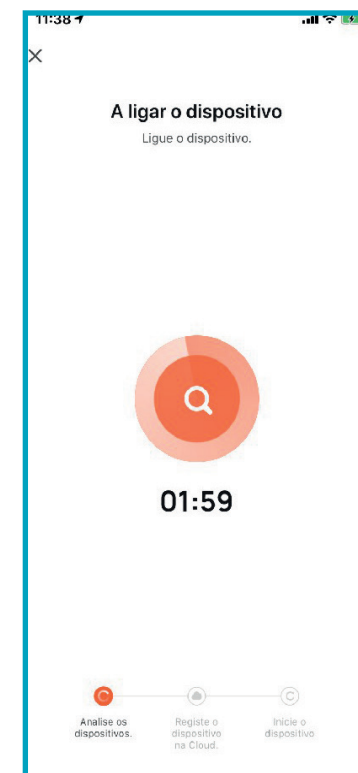 11:38
A ligar o dispositivo
Ligue o dispositivo.
01:59
Analise os
dispositivos.
Registe o
dispositivo
na Cloud.
Inicie o
dispositivo